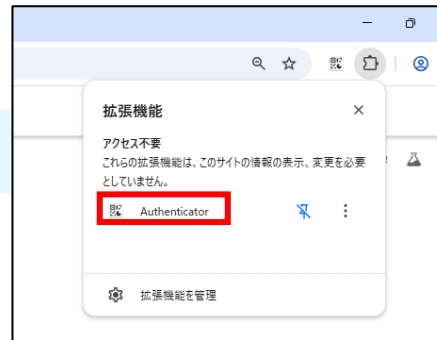 拡張機能
アクセス不要
これらの拡張機能は、このサイトの情報の表示、変更を必要
としていません。
Authenticator
拡張機能を管理